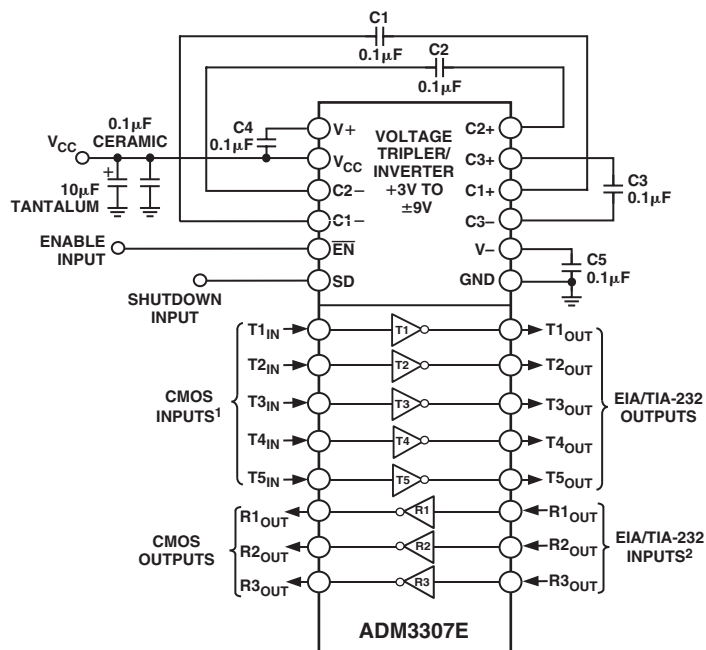 C1
0.1μF
C2
0.1μF
0.1μF
CERAMIC
VCC
+
10μF
TANTALUM
C4
0.1μF
V+
VCC
C2–
C1–
EN
SD
VOLTAGE
TRIPLER/
INVERTER
+3V TO
±9V
C2+
C3+
C1+
C3–
V–
GND
C3
0.1μF
C5
0.1μF
ENABLE
INPUT
SHUTDOWN
INPUT
CMOS
INPUTS1
T1IN
T2IN
T3IN
T4IN
T5IN
T1
T2
T3
T4
T5
T1OUT
T2OUT
T3OUT
T4OUT
T5OUT
EIA/TIA-232
OUTPUTS
CMOS
OUTPUTS
R1OUT
R2OUT
R3OUT
R1
R2
R3
R1OUT
R2OUT
R3OUT
EIA/TIA-232
INPUTS2
ADM3307E